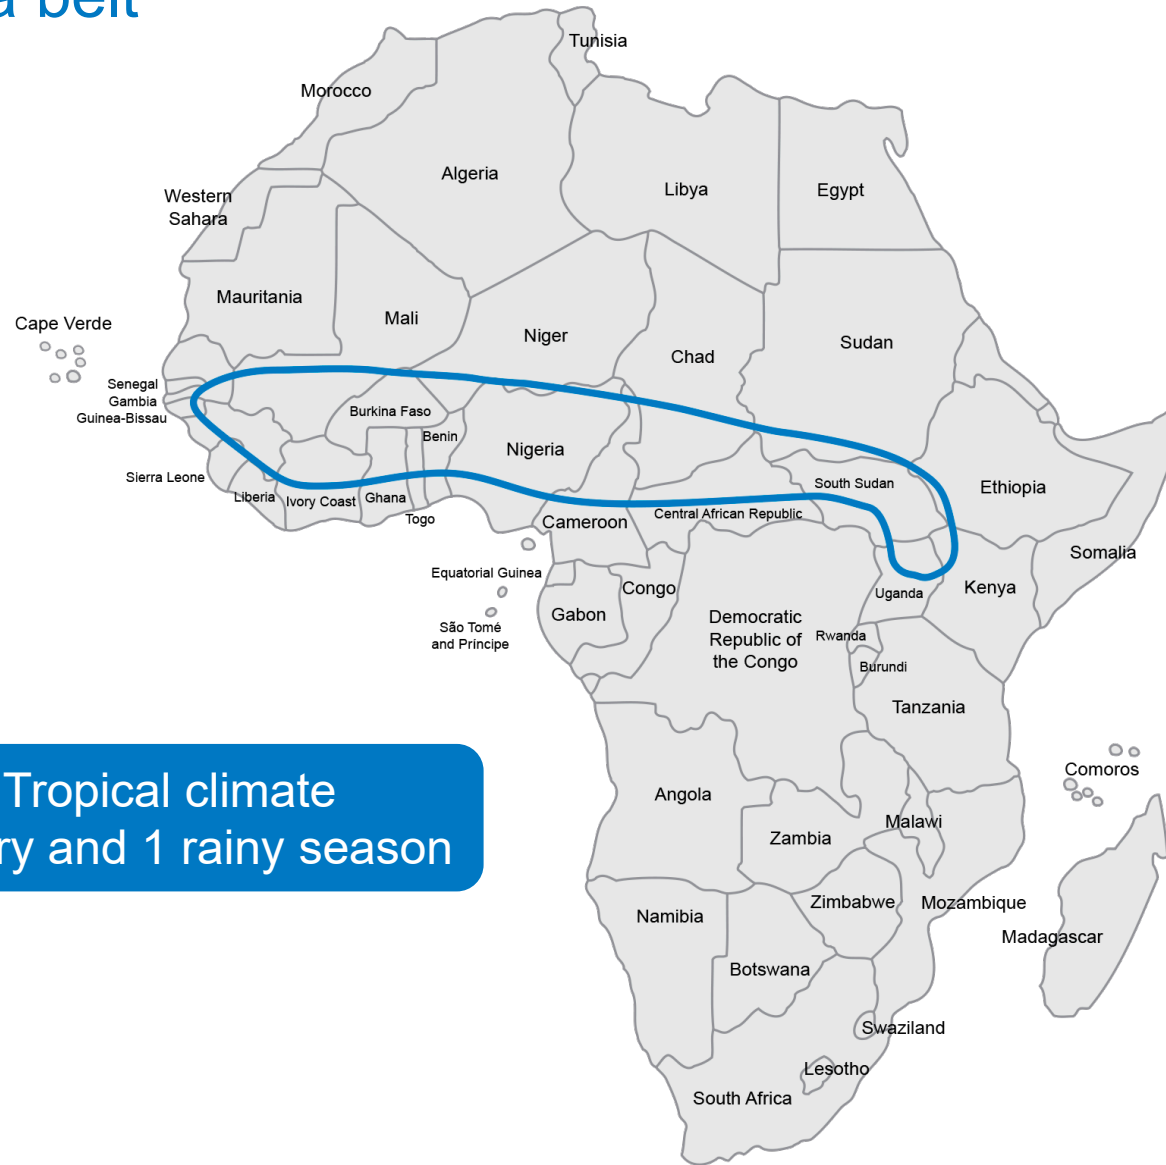 a belt
Tunisia
Morocco
Algeria
Libya
Egypt
Western
Sahara
Mauritania
Mali
Niger
Chad
Sudan
Cape Verde
Senegal
Gambia
Guinea-Bissau
Burkina Faso
Benin
Nigeria
Sierra Leone
Liberia
Ivory Coast
Ghana
Togo
South Sudan
Ethiopia
Cameroon
Central African Republic
Somalia
Equatorial Guinea
Gabon
Congo
Uganda
Kenya
São Tomé
and Príncipe
Democratic
Republic of
the Congo
Rwanda
Burundi
Tanzania
Tropical climate
ry and 1 rainy season
Angola
Comoros
Zambia
Malawi
Namibia
Zimbabwe
Mozambique
Madagascar
Botswana
Swaziland
Lesotho
South Africa